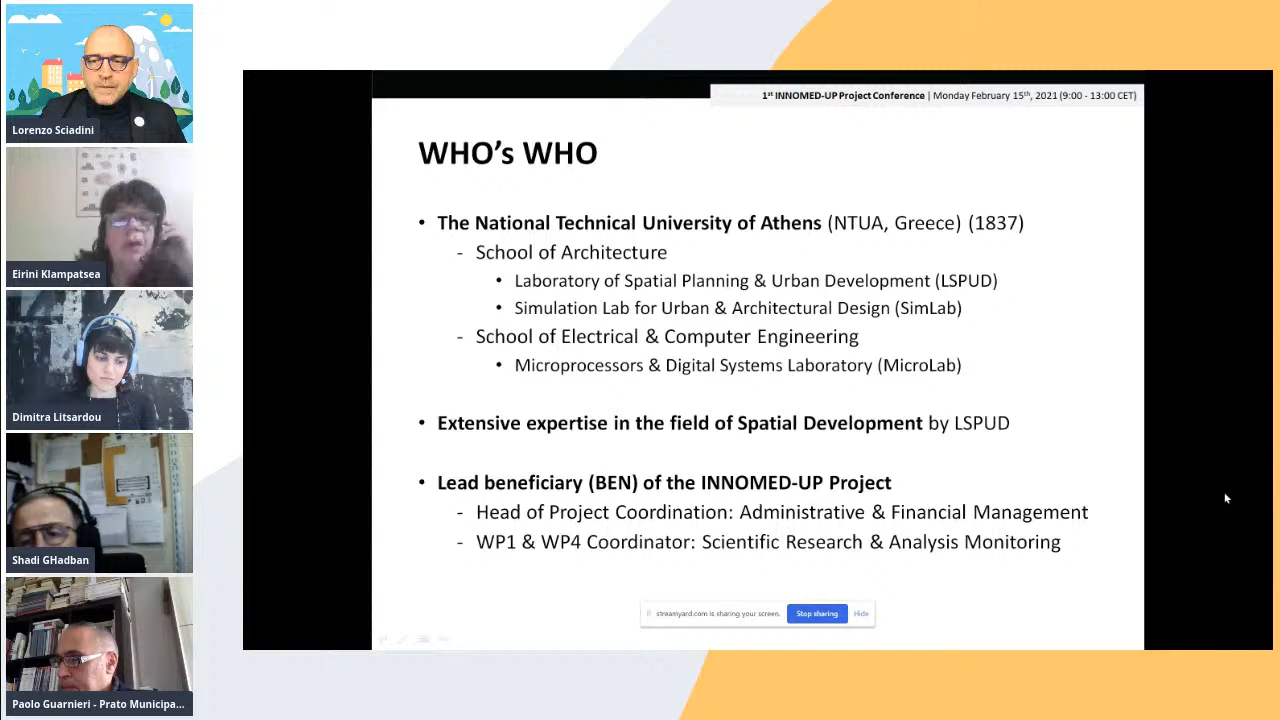 Lorenzo Sciadini
Eirini Klampatsea
Dimitra Litsardou
Shadi GHadban
Paolo Guarnieri - Prato Municipa...
1st INNOMED-UP Project Conference | Monday February 15th, 2021 (9:00 - 13:00 CET)
WHO's WHO
• The National Technical University of Athens (NTUA, Greece) (1837)
- School of Architecture
• Laboratory of Spatial Planning & Urban Development (LSPUD)
• Simulation Lab for Urban & Architectural Design (SimLab)
- School of Electrical & Computer Engineering
• Microprocessors & Digital Systems Laboratory (MicroLab)
• Extensive expertise in the field of Spatial Development by LSPUD
• Lead beneficiary (BEN) of the INNOMED-UP Project
- Head of Project Coordination: Administrative & Financial Management
- WP1 & WP4 Coordinator: Scientific Research & Analysis Monitoring
streamyard.com is sharing your screen. Stop sharing Hide